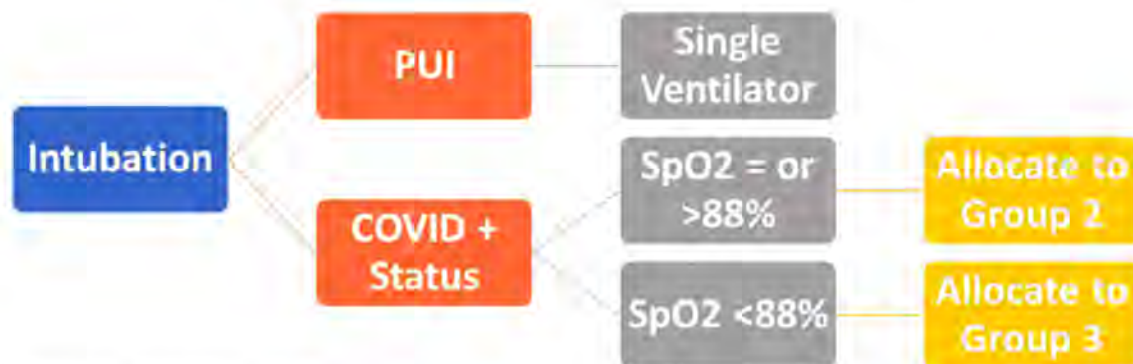 Intubation
PUI
Single
Ventilator
COVID +
Status
SpO2 = or
>88%
Allocate to
Group 2
SpO2 <88%
Allocate to
Group 3